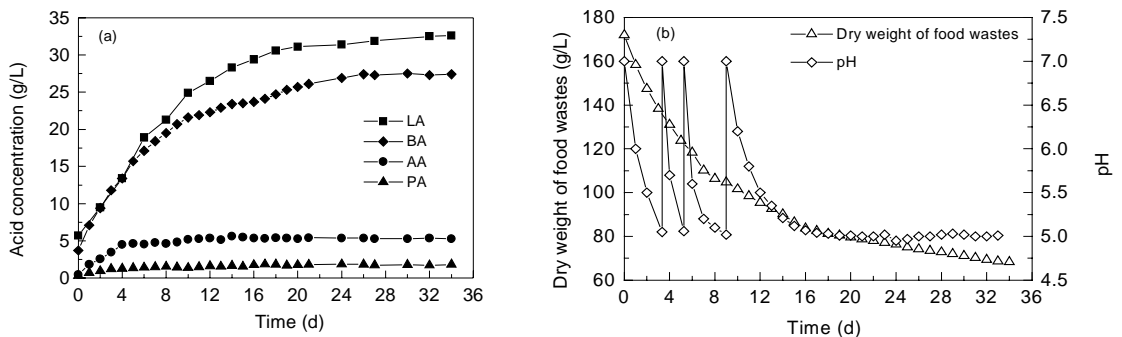 (a)
Acid concentration (g/L)
35
30
25
20
15
10
5
0
LA
BA
AA
PA
0 4 8 12 16 20 24 28 32 36
Time (d)
(b)
Dry weight of food wastes (g/L)
180
160
140
120
100
80
60
Dry weight of food wastes
pH
7.5
7.0
6.5
6.0
5.5
5.0
4.5
pH
0 4 8 12 16 20 24 28 32 36
Time (d)